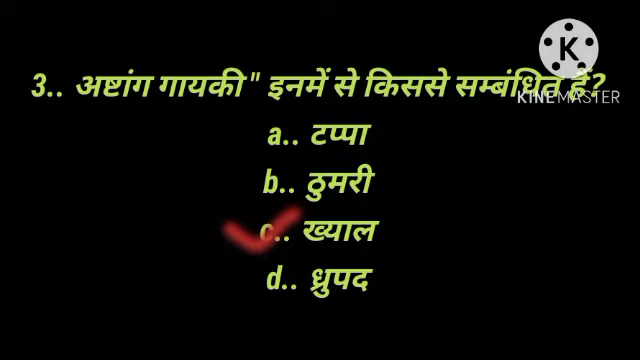 3.. अष्टांग गायकी" इनमें से किससे सम्बंधित हैं?
K
KINEMASTER
a.. टप्पा
b.. ठुमरी
c.. ख्याल
d.. ध्रुपद